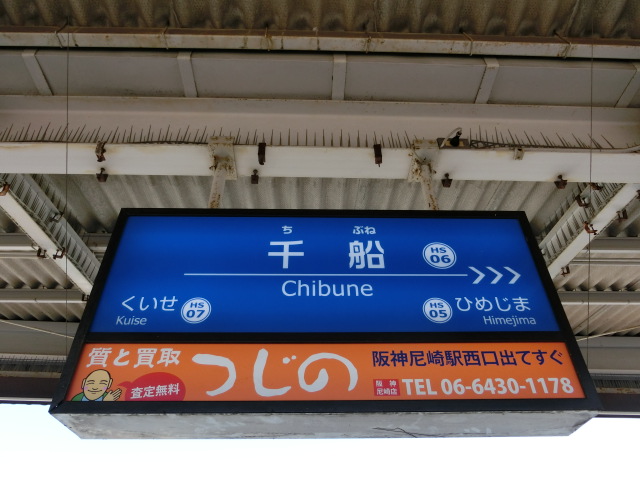 ち ぶね
千船 HS 06
Chibune
くいせ HS 07
Kuise
HS 05 ひめじま
Himejima
質と買取
査定無料
つじの
阪神尼崎駅西口出てすぐ
阪神尼崎店 TEL 06-6430-1178